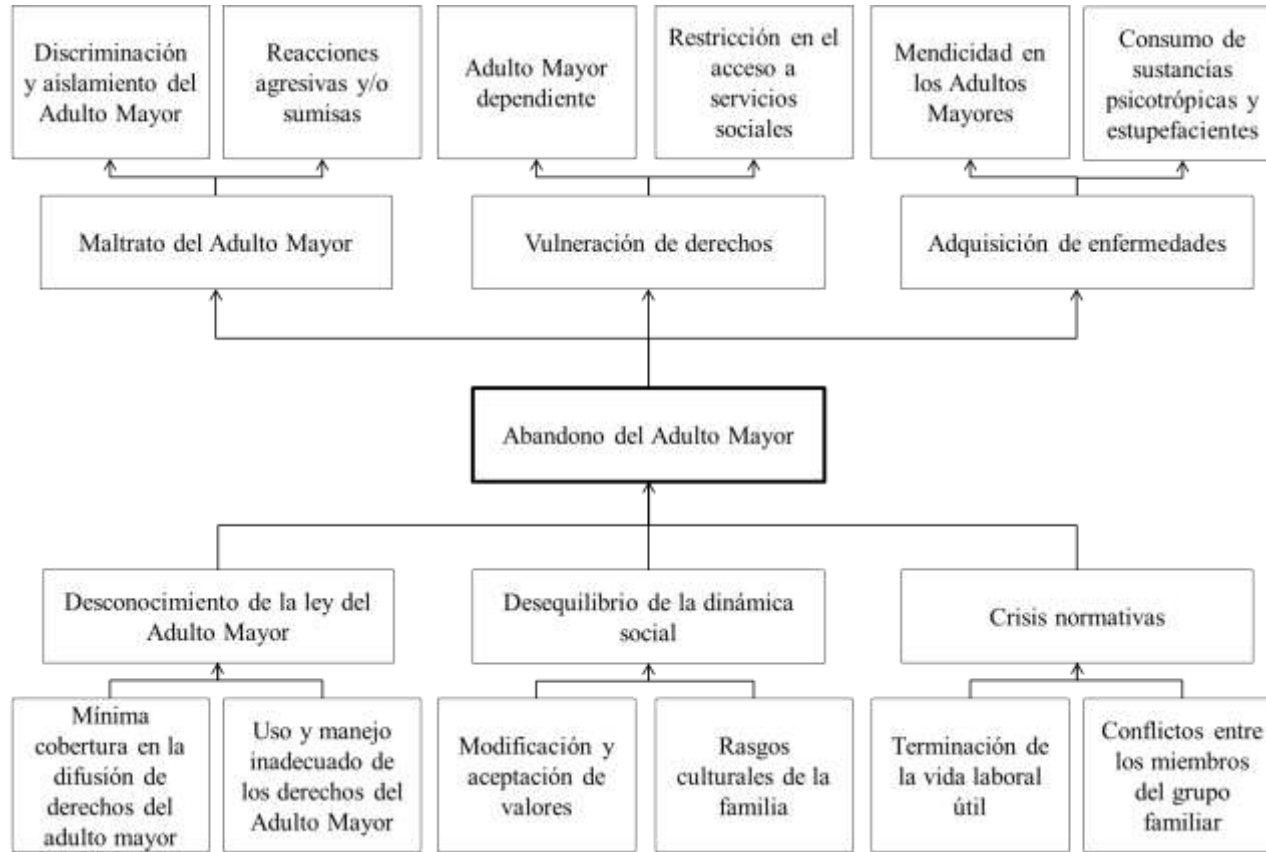 Discriminación
y aislamiento del
Adulto Mayor
Reacciones
agresivas y/o
sumisas
Adulto Mayor
dependiente
Restricción en el
acceso a
servicios
sociales
Mendicidad en
los Adultos
Mayores
Consumo de
sustancias
psicotrópicas y
estupefacientes
Maltrato del Adulto Mayor
Vulneración de derechos
Adquisición de enfermedades
Abandono del Adulto Mayor
Desconocimiento de la ley del
Adulto Mayor
Desequilibrio de la dinámica
social
Crisis normativas
Mínima
cobertura en la
difusión de
derechos del
adulto mayor
Uso y manejo
inadecuado de
los derechos del
Adulto Mayor
Modificación y
aceptación de
valores
Rasgos
culturales de la
familia
Terminación de
la vida laboral
útil
Conflictos entre
los miembros
del grupo
familiar